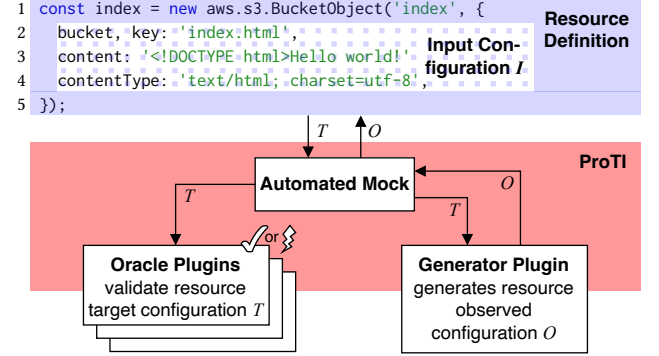 1 const index = new aws.s3.BucketObject('index', {
2 bucket, key: 'index.html',
3 content: '<!DOCTYPE html>Hello world!'
4 contentType: 'text/html; charset=utf-8',
5 });
Resource
Definition
Input Con-
figuration I
T
O
ProTI
Automated Mock
T
O
T
or
Oracle Plugins
validate resource
target configuration T
Generator Plugin
generates resource
observed
configuration O